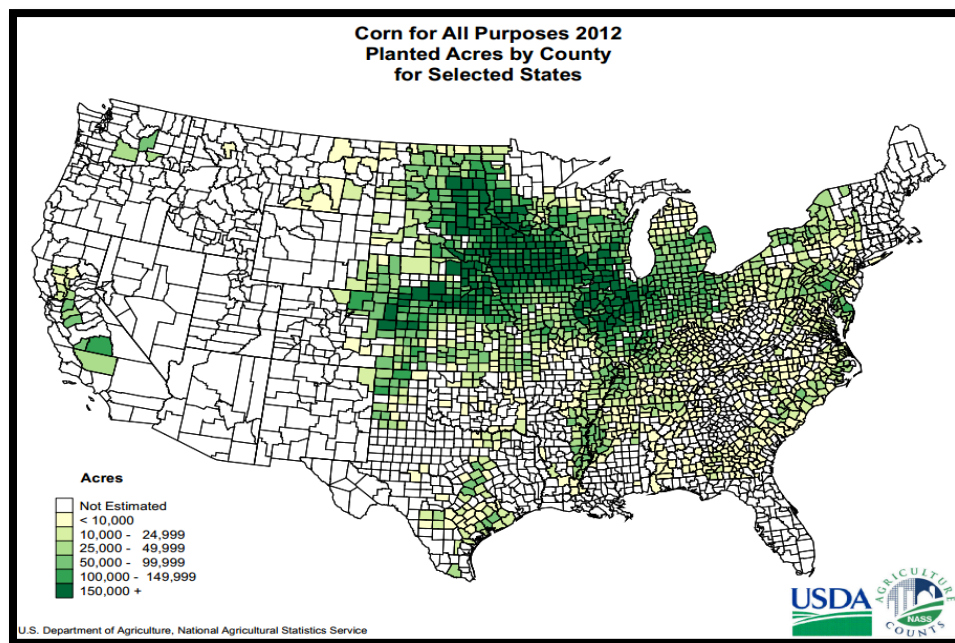 Corn for All Purposes 2012
Planted Acres by County
for Selected States
Acres
Not Estimated
< 10,000
10,000 - 24,999
25,000 - 49,999
50,000 - 99,999
100,000 - 149,999
150,000 +
USDA
AGRICULTURE
NASS
COUNTS
U.S. Department of Agriculture, National Agricultural Statistics Service